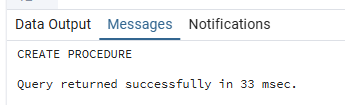 Data Output Messages Notifications
CREATE PROCEDURE
Query returned successfully in 33 msec.